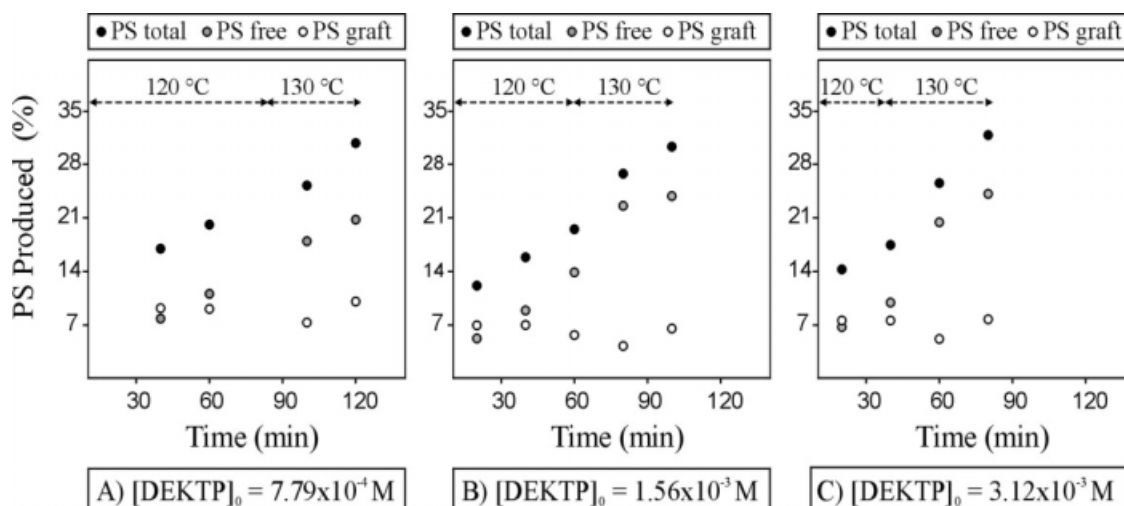 ● PS total ● PS free ○ PS graft
● PS total ● PS free ○ PS graft
● PS total ● PS free ○ PS graft
120 °C 130 °C
120 °C 130 °C
120 °C 130 °C
PS Produced (%)
35
28
21
14
7
35
28
21
14
7
35
28
21
14
7
30 60 90 120
30 60 90 120
30 60 90 120
Time (min)
Time (min)
Time (min)
A) [DEKTP]₀ = 7.79x10⁻⁴ M
B) [DEKTP]₀ = 1.56x10⁻³ M
C) [DEKTP]₀ = 3.12x10⁻³ M